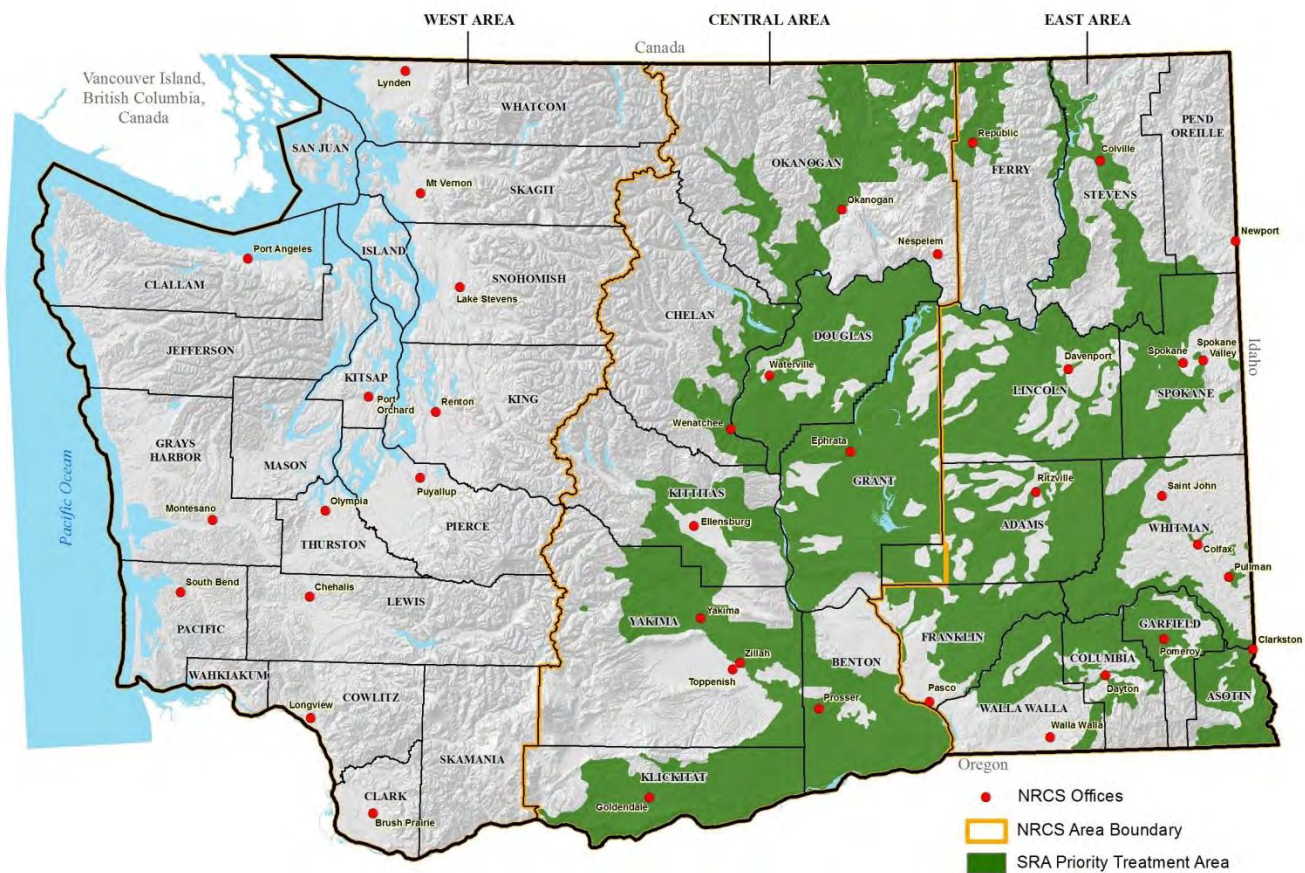 WEST AREA
CENTRAL AREA
EAST AREA
Canada
Vancouver Island,
British Columbia,
Canada
Lynden
WHATCOM
SAN JUAN
OKANOGAN
Republic
FERRY
Colville
STEVENS
PEND
OREILLE
Mt Vernon
SKAGIT
Okanogan
Nespelem
Newport
Port Angeles
ISLAND
CLALLAM
SNOHOMISH
Lake Stevens
CHELAN
DOUGLAS
JEFFERSON
Waterville
Davenport
LINCOLN
Spokane
Spokane
Valley
SPOKANE
Idaho
KITSAP
Port
Orchard
Renton
KING
Wenatchee
GRAYS
HARBOR
MASON
Ephrata
Pacific Ocean
Puyallup
KITTITAS
GRANT
Ritzville
Saint John
Olympia
Montesano
PIERCE
Ellensburg
ADAMS
WHITMAN
THURSTON
Colfax
Pullman
South Bend
Chehalis
LEWIS
PACIFIC
YAKIMA
Yakima
FRANKLIN
GARFIELD
Pomeroy
Clarkston
Zillah
Toppenish
BENTON
COLUMBIA
Dayton
WAHKIAKUM
COWLITZ
Longview
Prosser
Pasco
WALLA WALLA
Walla Walla
ASOTIN
SKAMANIA
KLICKITAT
Goldendale
Oregon
CLARK
Brush Prairie
NRCS Offices
NRCS Area Boundary
SRA Priority Treatment Area